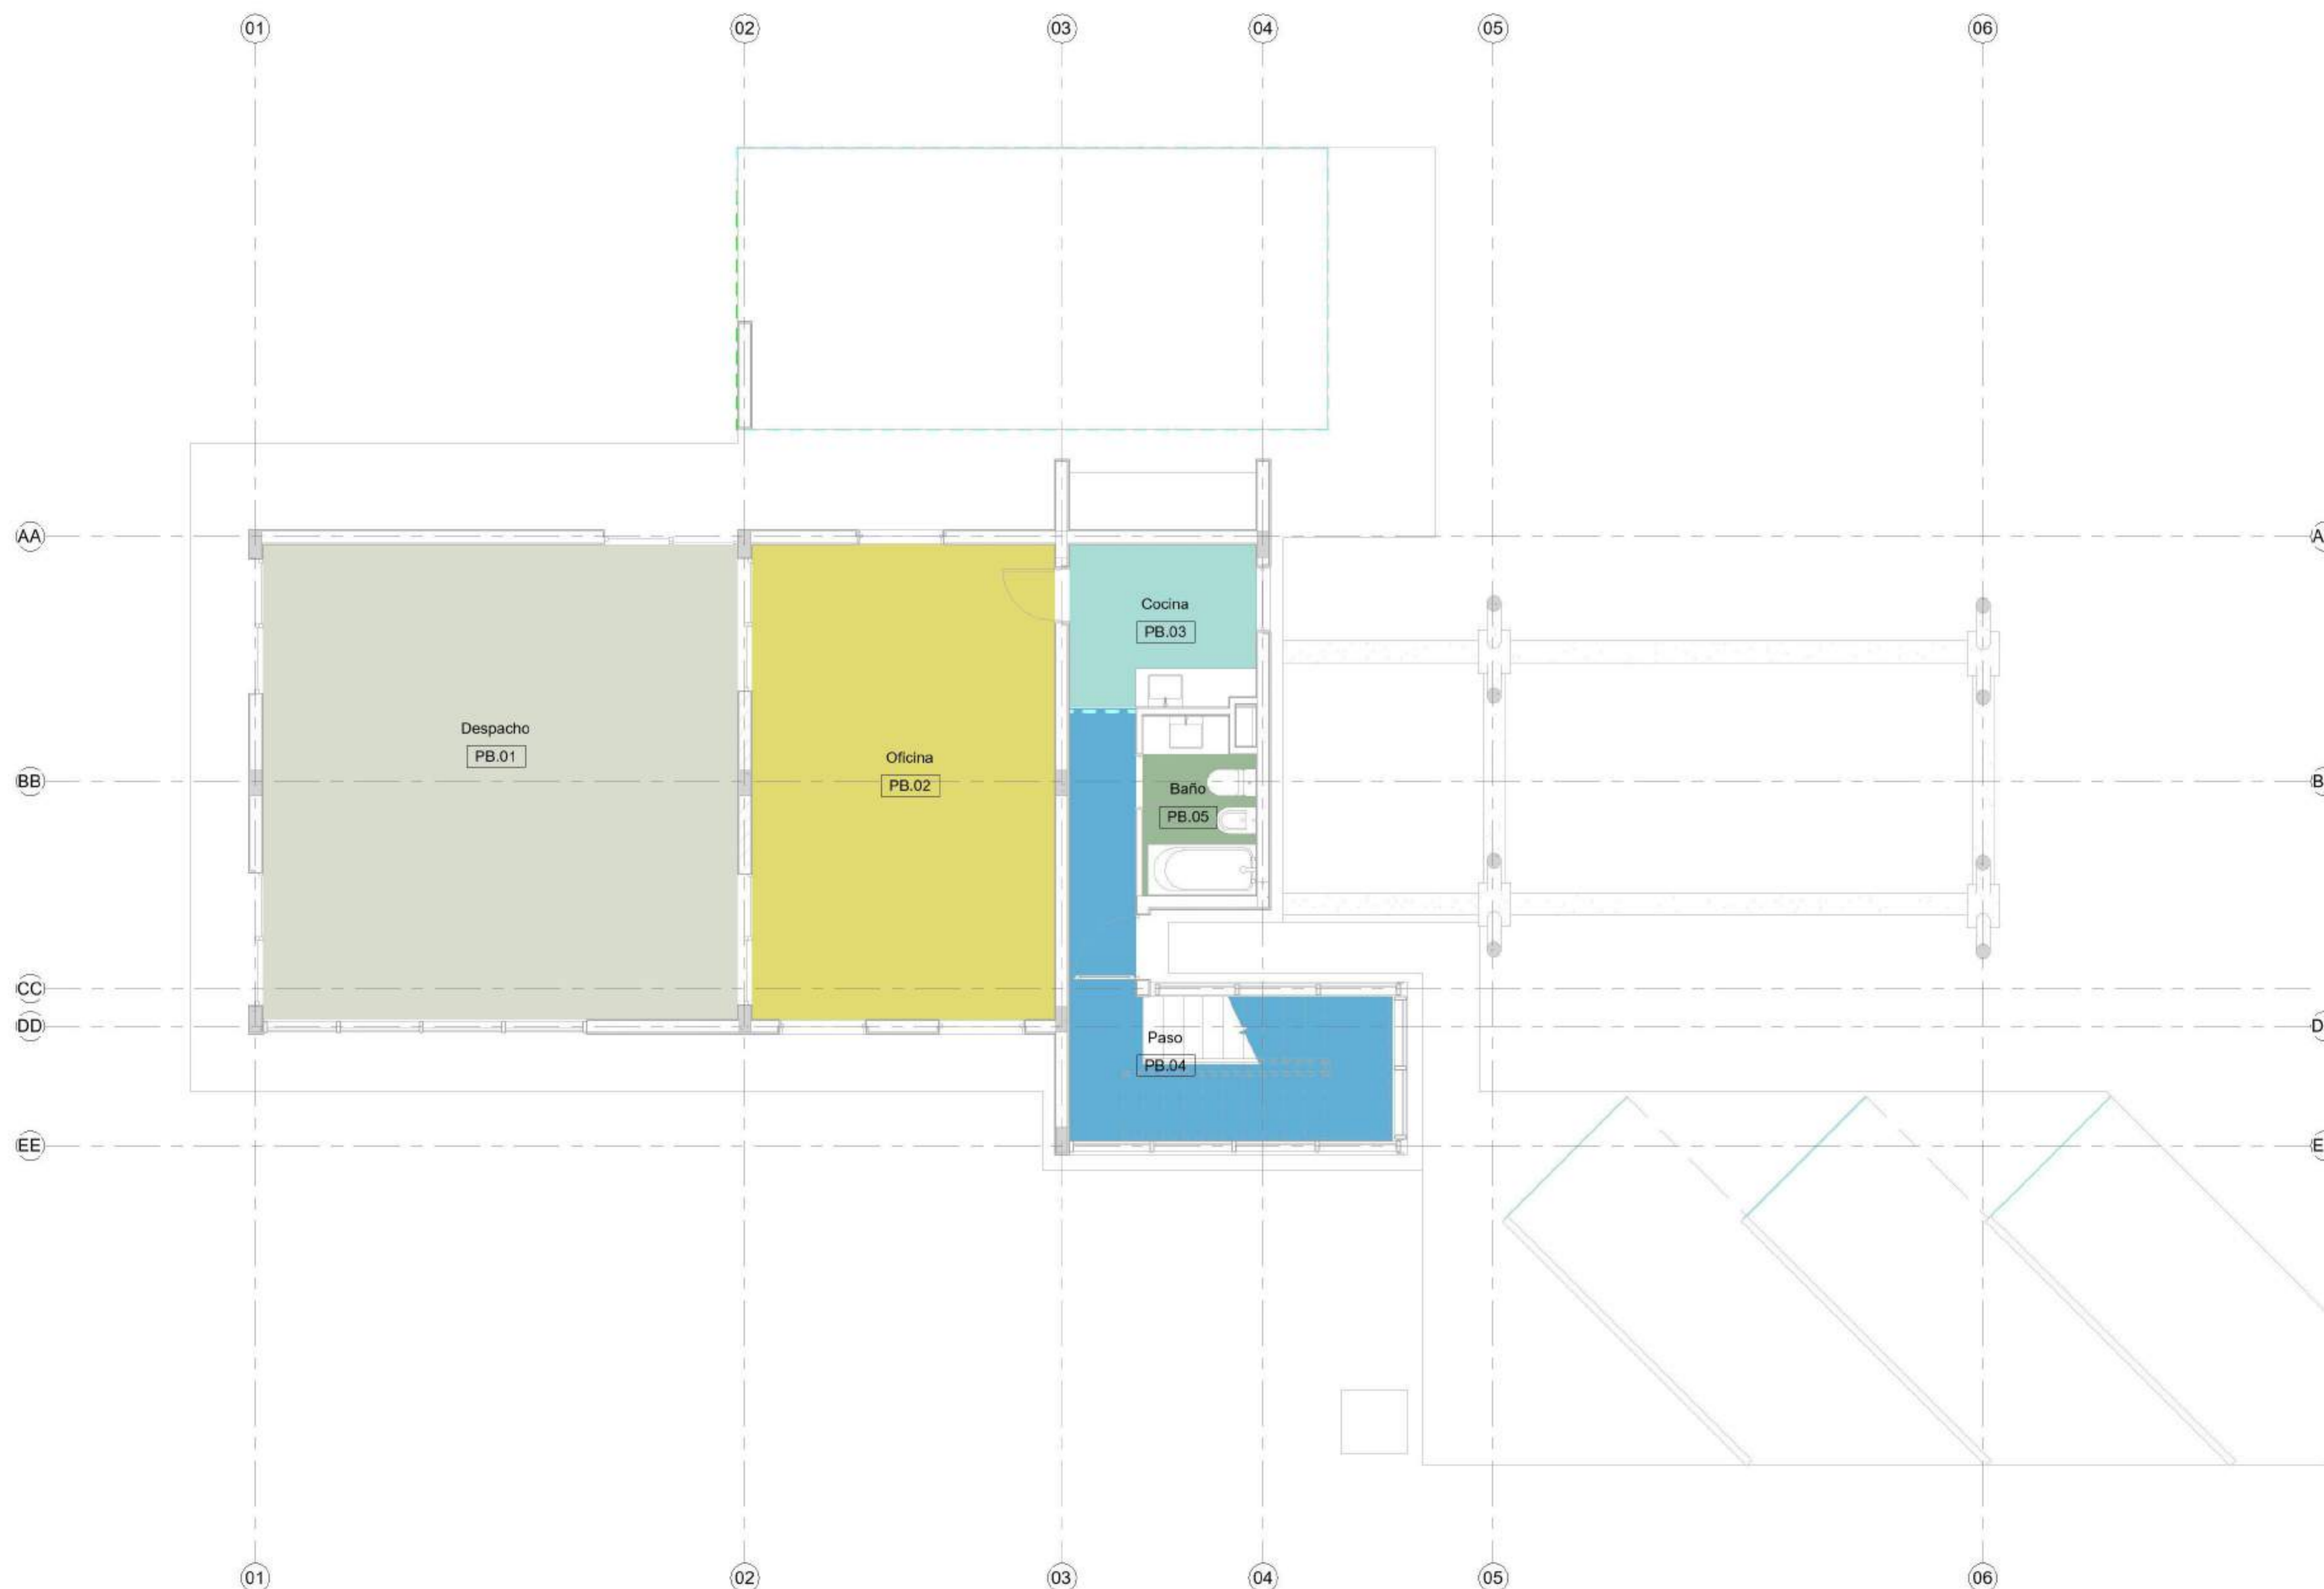 01 02 03 04 05 06
AA A
Cocina
PB.03
Despacho
PB.01
Oficina
PB.02
BB B
Baño
PB.05
CC
DD D
Paso
PB.04
EE E
01 02 03 04 05 06